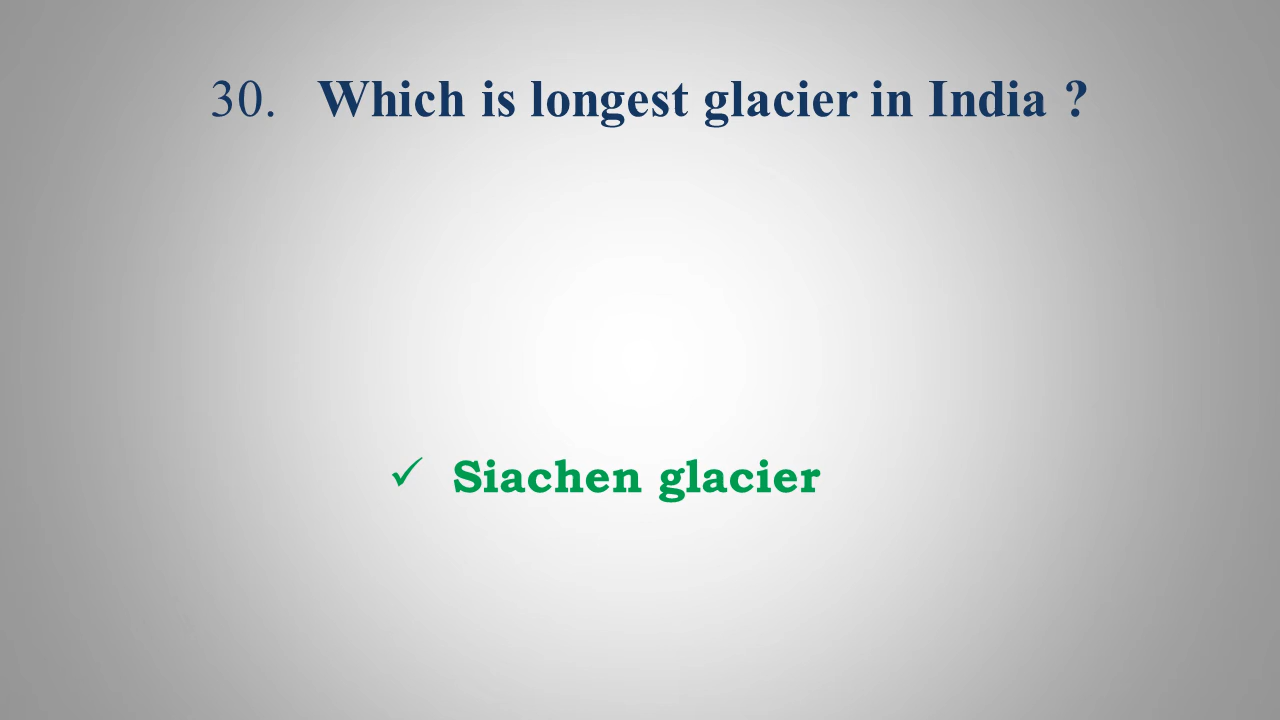 30. Which is longest glacier in India ?
✓ Siachen glacier